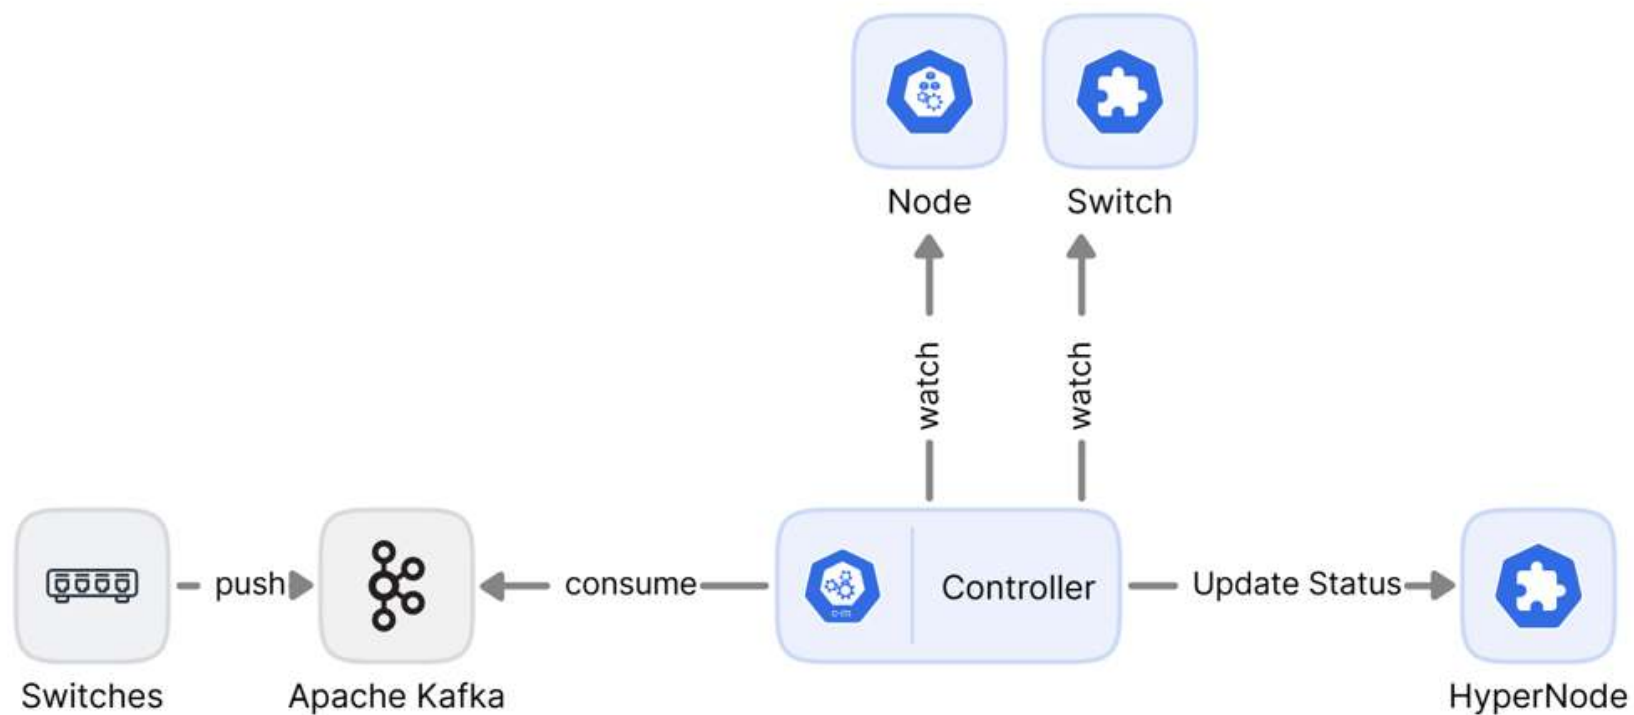 Node
Switch
watch
watch
push
consume
c-m
Controller
Update Status
Switches
Apache Kafka
HyperNode